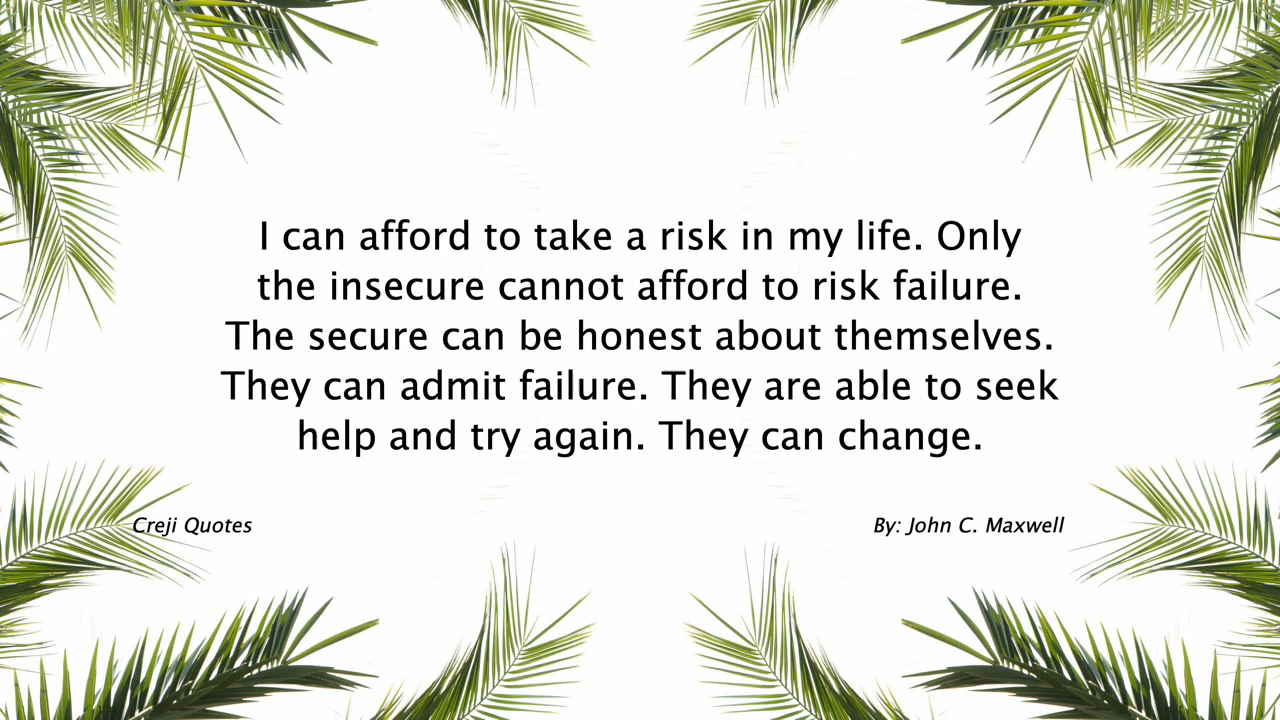 I can afford to take a risk in my life. Only
the insecure cannot afford to risk failure.
The secure can be honest about themselves.
They can admit failure. They are able to seek
help and try again. They can change.
Creji Quotes
By: John C. Maxwell